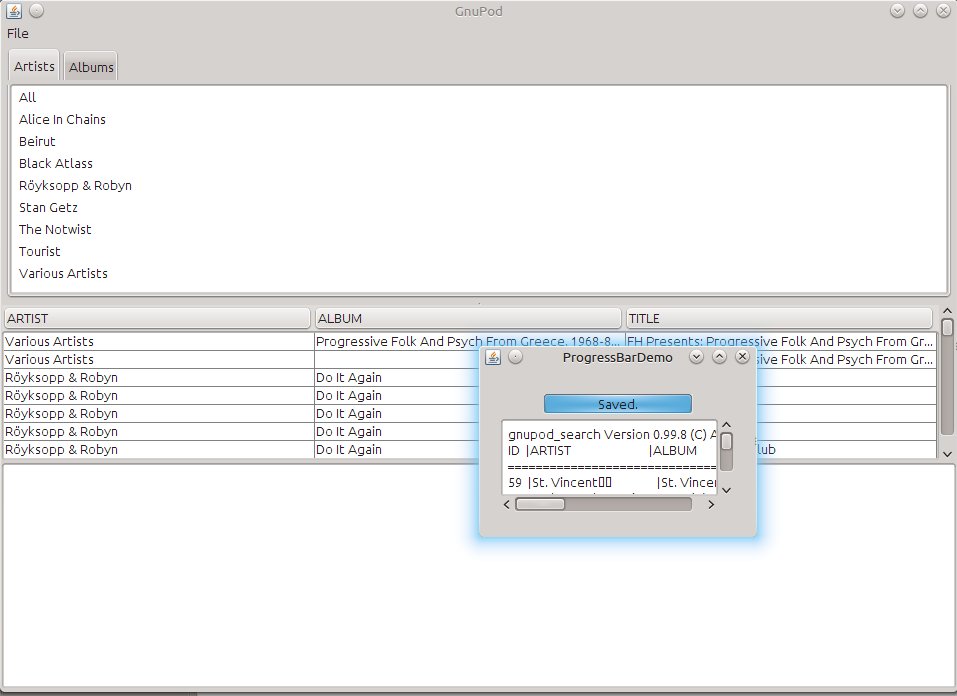 GnuPod
File
Artists Albums
All
Alice In Chains
Beirut
Black Atlass
Röyksopp & Robyn
Stan Getz
The Notwist
Tourist
Various Artists
ARTIST ALBUM TITLE
Various Artists Progressive Folk And Psych From Greece. 1968-8... FH Presents: Progressive Folk And Psych From Gr...
Various Artists sive Folk And Psych From Gr...
Röyksopp & Robyn Do It Again
Röyksopp & Robyn Do It Again
Röyksopp & Robyn Do It Again
Röyksopp & Robyn Do It Again
Röyksopp & Robyn Do It Again lub
ProgressBarDemo
Saved.
gnupod_search Version 0.99.8 (C) A
ID |ARTIST |ALBUM
==============================
59 |St. Vincent▯▯ |St. Vincer